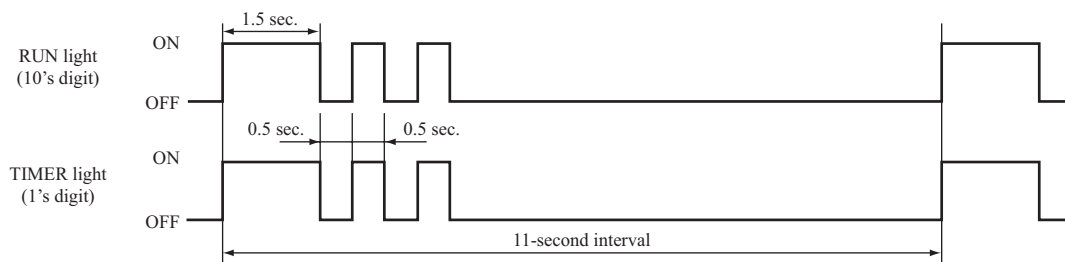 1.5 sec.
ON
RUN light
(10's digit)
OFF
0.5 sec.
0.5 sec.
ON
TIMER light
(1's digit)
OFF
11-second interval